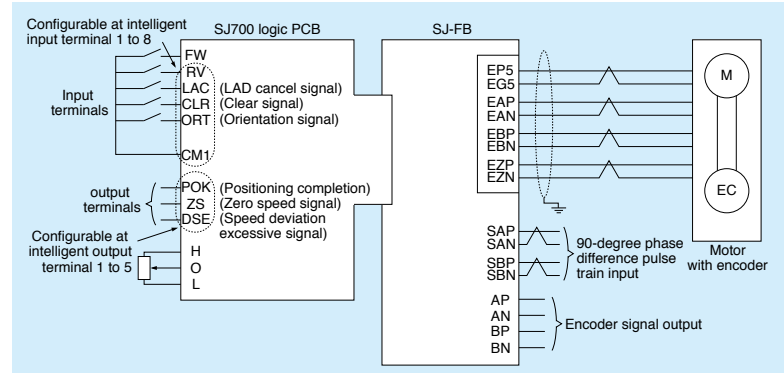 Configurable at intelligent
input terminal 1 to 8
SJ700 logic PCB
SJ-FB
FW
RV
LAC (LAD cancel signal)
CLR (Clear signal)
ORT (Orientation signal)
Input
terminals
CM1
output
terminals
POK (Positioning completion)
ZS (Zero speed signal)
DSE (Speed deviation
excessive signal)
Configurable at
intelligent output
terminal 1 to 5
H
O
L
EP5
EG5
EAP
EAN
EBP
EBN
EZP
EZN
M
EC
Motor
with encoder
SAP
SAN
SBP
SBN
90-degree phase
difference pulse
train input
AP
AN
BP
BN
Encoder signal output